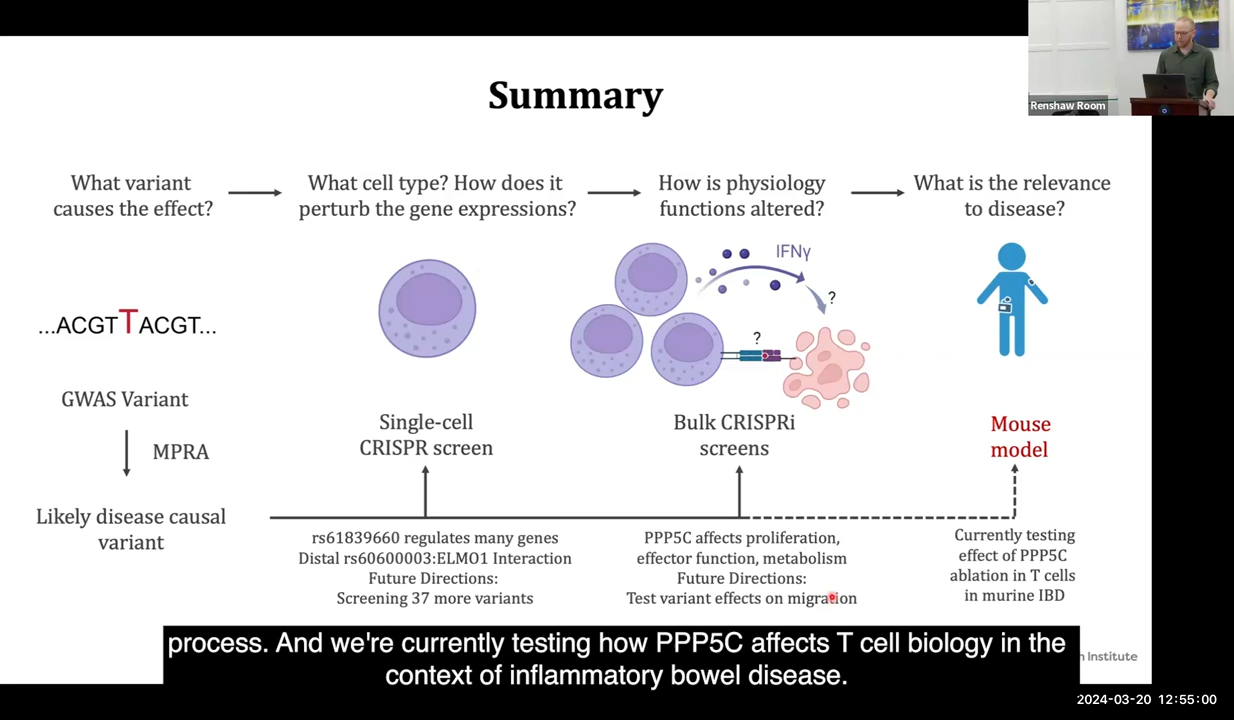 Renshaw Room
Summary
What variant
causes the effect?
What cell type? How does it
perturb the gene expressions?
How is physiology
functions altered?
What is the relevance
to disease?
IFNγ
?
?
...ACGTTACGT...
GWAS Variant
MPRA
Likely disease causal
variant
Single-cell
CRISPR screen
Bulk CRISPRi
screens
Mouse
model
rs61839660 regulates many genes
Distal rs60600003:ELMO1 Interaction
Future Directions:
Screening 37 more variants
PPP5C affects proliferation,
effector function, metabolism
Future Directions:
Test variant effects on migration
Currently testing
effect of PPP5C
ablation in T cells
in murine IBD
process. And we're currently testing how PPP5C affects T cell biology in the
context of inflammatory bowel disease.
Institute
2024-03-20 12:55:00